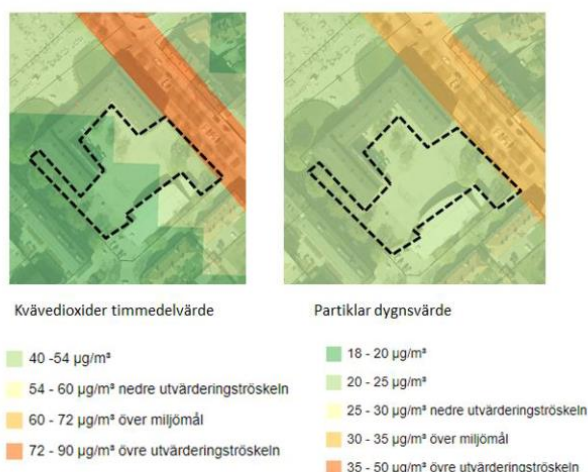 Kvävedioxider timmedelvärde
40 -54 µg/m³
54 - 60 µg/m³ nedre utvärderingströskeln
60 - 72 µg/m³ över miljömål
72 - 90 µg/m³ övre utvärderingströskeln
Partiklar dygnsvärde
18 - 20 µg/m³
20 - 25 µg/m³
25 - 30 µg/m³ nedre utvärderingströskeln
30 - 35 µg/m³ över miljömål
35 - 50 µg/m³ övre utvärderingströskeln